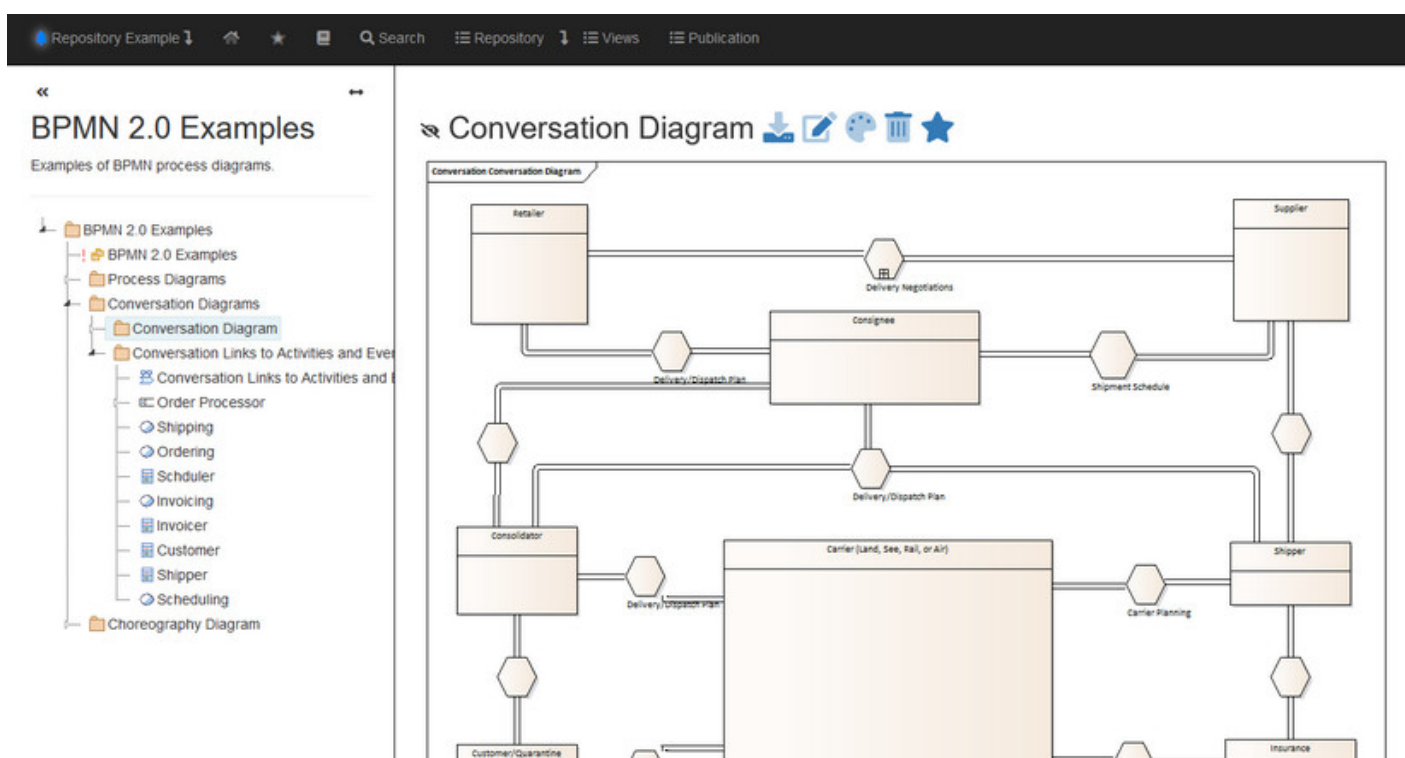 Repository Example Search Repository Views Publication
BPMN 2.0 Examples
Examples of BPMN process diagrams.
BPMN 2.0 Examples
! BPMN 2.0 Examples
Process Diagrams
Conversation Diagrams
Conversation Diagram
Conversation Links to Activities and Ever
Conversation Links to Activities and E
Order Processor
Shipping
Ordering
Schduler
Invoicing
Invoicer
Customer
Shipper
Scheduling
Choreography Diagram
Conversation Diagram
Conversation Conversation Diagram
Retailer
Supplier
Delivery Negotiations
Consignee
Delivery/Dispatch Plan
Shipment Schedule
Delivery/Dispatch Plan
Consolidator
Carrier (Land, See, Rail, or Air)
Shipper
Delivery/Dispatch Plan
Carrier Planning
Customer/Quarantine
Insurance